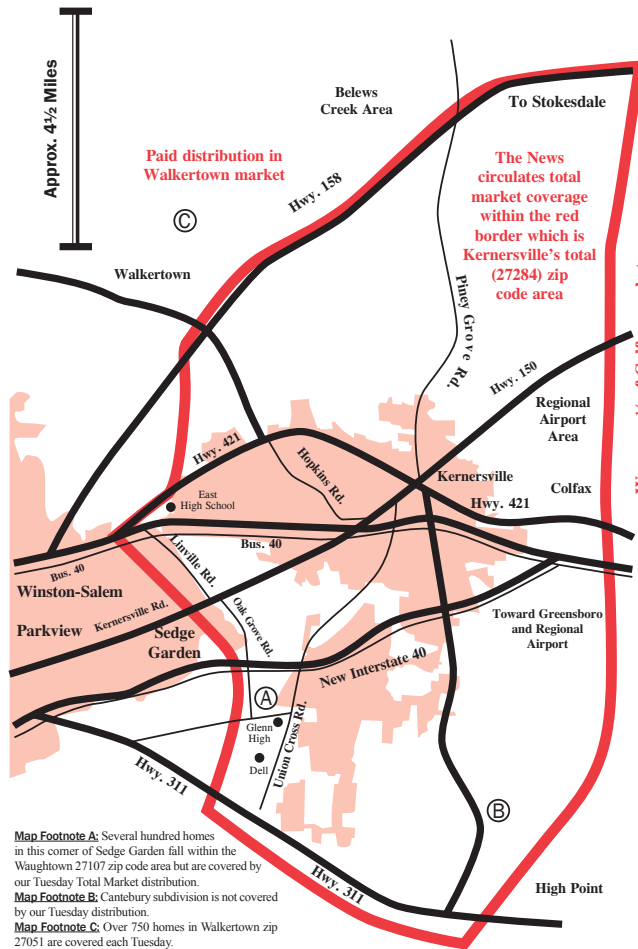 Approx. 4½ Miles
Belews
Creek Area
To Stokesdale
Paid distribution in
Walkertown market
The News
circulates total
market coverage
within the red
border which is
Kernersville's total
(27284) zip
code area
Hwy. 158
C
Walkertown
Piney Grove Rd.
Hwy. 150
Regional
Airport
Area
Hwy. 421
Hopkins Rd.
Kernersville
East
High School
Hwy. 421
Colfax
Bus. 40
Bus. 40
Linville Rd.
Winston-Salem
Parkview
Kernersville Rd.
Oak Grove Rd.
Sedge
Garden
Toward Greensboro
and Regional
Airport
New Interstate 40
A
Glenn
High
Union Cross Rd.
Dell
Hwy. 311
B
Hwy. 311
High Point
Map Footnote A: Several hundred homes
in this corner of Sedge Garden fall within the
Waughtown 27107 zip code area but are covered by
our Tuesday Total Market distribution.
Map Footnote B: Cantebury subdivision is not covered
by our Tuesday distribution.
Map Footnote C: Over 750 homes in Walkertown zip
27051 are covered each Tuesday.